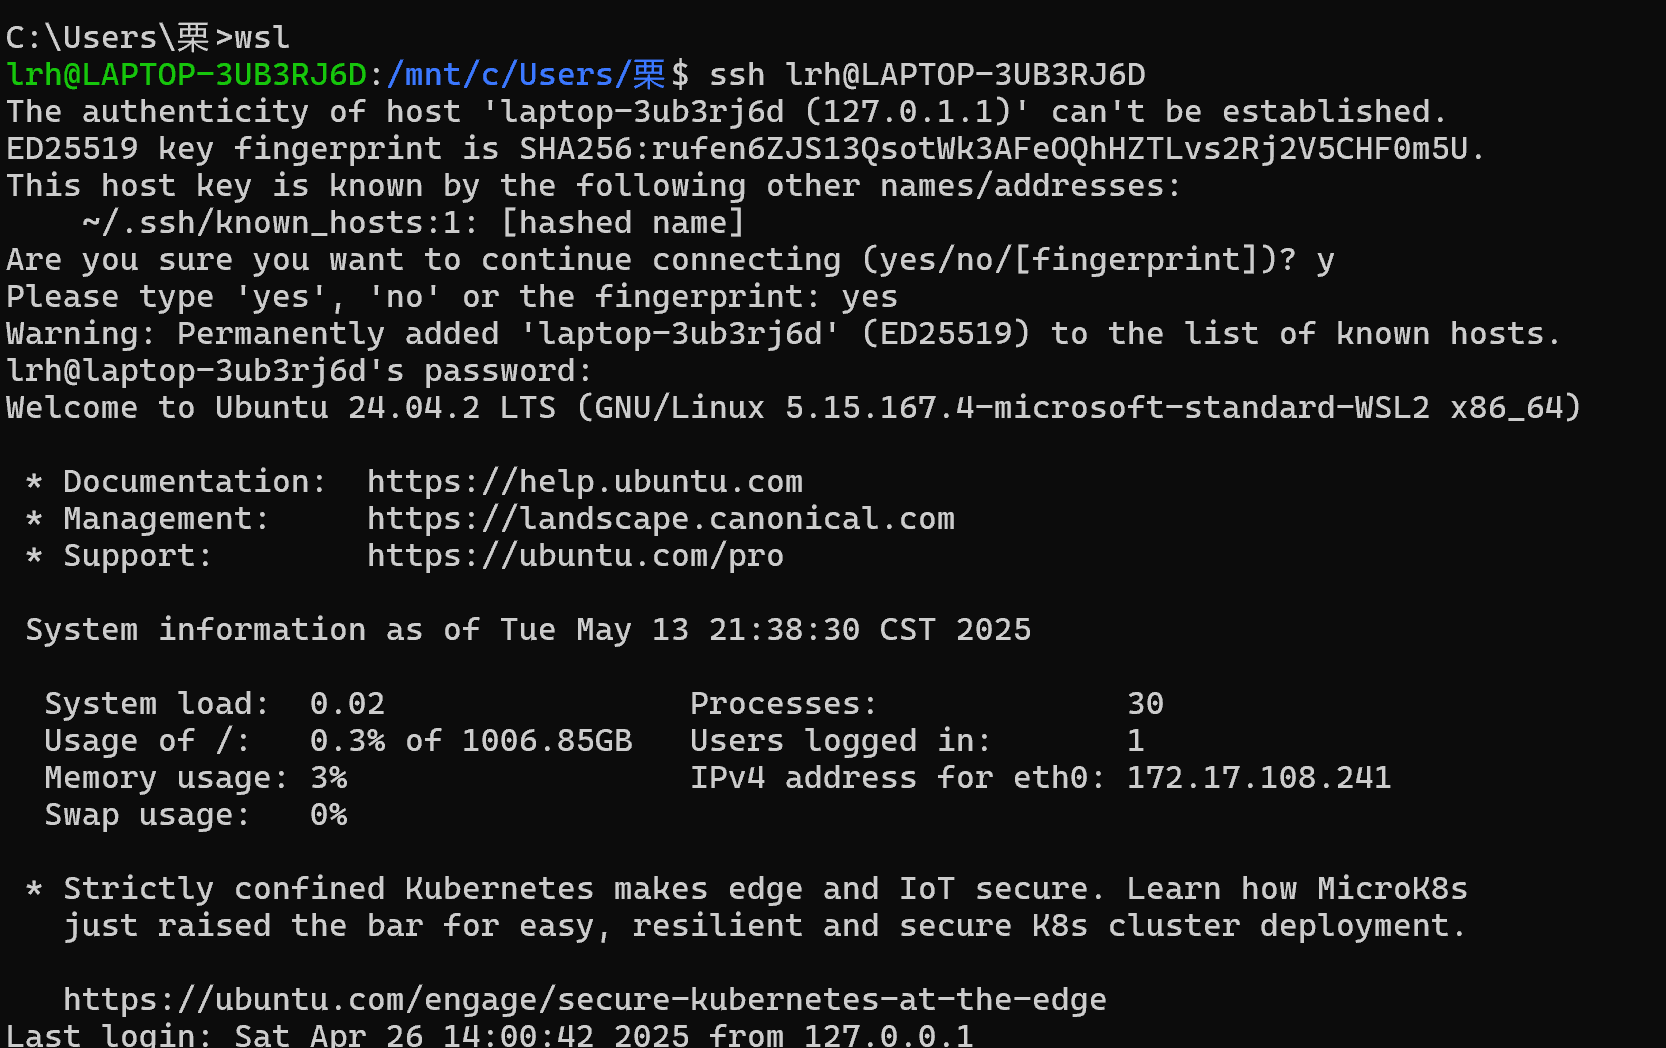 C:\Users\栗>wsl
lrh@LAPTOP-3UB3RJ6D:/mnt/c/Users/栗$ ssh lrh@LAPTOP-3UB3RJ6D
The authenticity of host 'laptop-3ub3rj6d (127.0.1.1)' can't be established.
ED25519 key fingerprint is SHA256:rufen6ZJS13QsotWk3AFeOQhHZTLvs2Rj2V5CHF0m5U.
This host key is known by the following other names/addresses:
    ~/.ssh/known_hosts:1: [hashed name]
Are you sure you want to continue connecting (yes/no/[fingerprint])? y
Please type 'yes', 'no' or the fingerprint: yes
Warning: Permanently added 'laptop-3ub3rj6d' (ED25519) to the list of known hosts.
lrh@laptop-3ub3rj6d's password:
Welcome to Ubuntu 24.04.2 LTS (GNU/Linux 5.15.167.4-microsoft-standard-WSL2 x86_64)
 * Documentation:  https://help.ubuntu.com
 * Management:     https://landscape.canonical.com
 * Support:        https://ubuntu.com/pro
 System information as of Tue May 13 21:38:30 CST 2025
  System load:  0.02                Processes:             30
  Usage of /:   0.3% of 1006.85GB   Users logged in:       1
  Memory usage: 3%                  IPv4 address for eth0: 172.17.108.241
  Swap usage:   0%
 * Strictly confined Kubernetes makes edge and IoT secure. Learn how MicroK8s
   just raised the bar for easy, resilient and secure K8s cluster deployment.
   https://ubuntu.com/engage/secure-kubernetes-at-the-edge
Last login: Sat Apr 26 14:00:42 2025 from 127.0.0.1